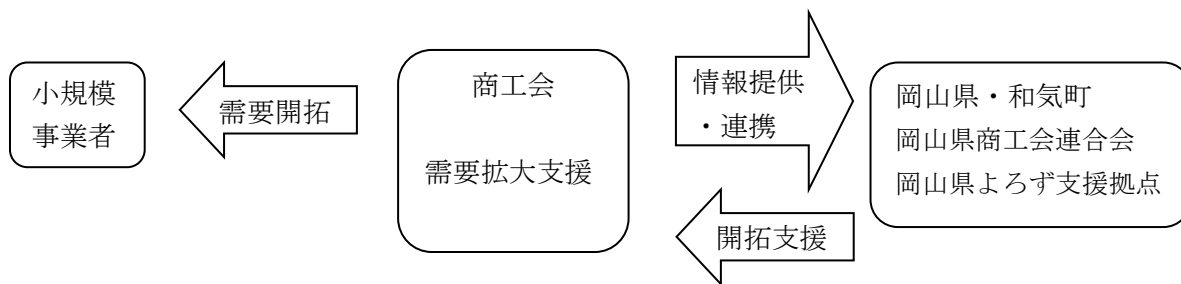 小規模
事業者
需要開拓
商工会
需要拡大支援
情報提供
・連携
開拓支援
岡山県・和気町
岡山県商工会連合会
岡山県よろず支援拠点